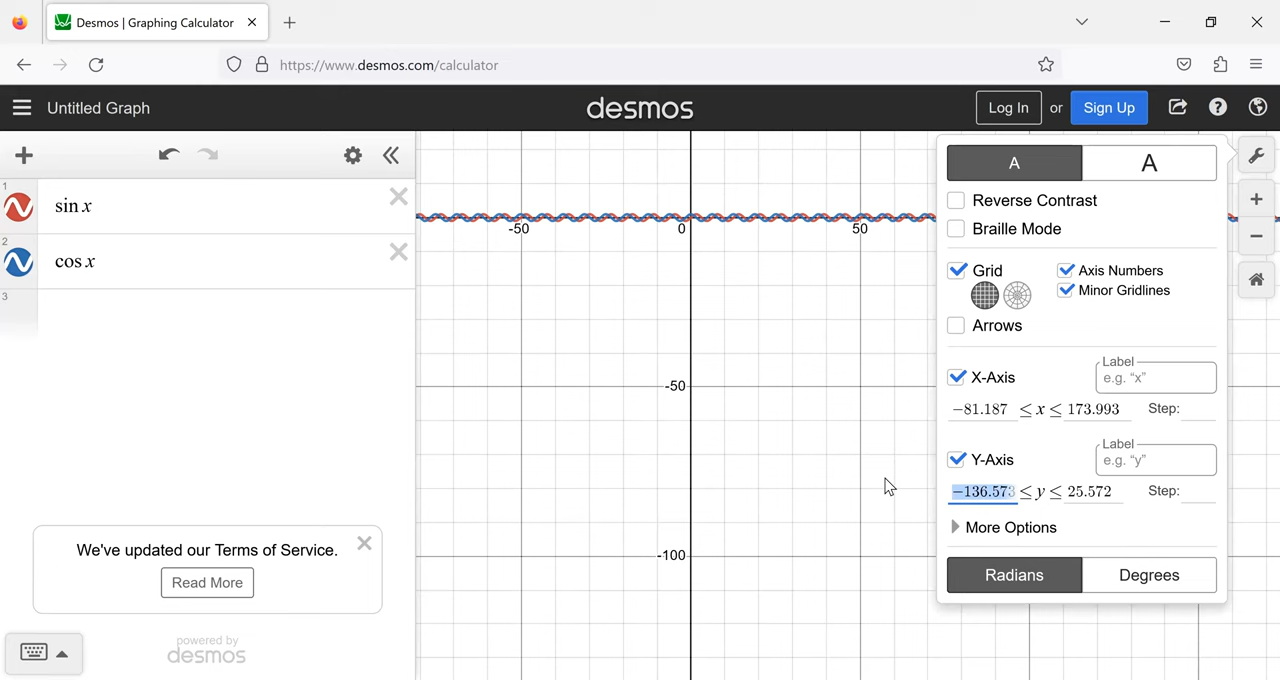 Desmos | Graphing Calculator
https://www.desmos.com/calculator
Untitled Graph
desmos
Log In or Sign Up
1
sin x
2
cos x
3
We've updated our Terms of Service.
Read More
powered by
desmos
-50
0
50
-50
-100
A A
Reverse Contrast
Braille Mode
Grid
Axis Numbers
Minor Gridlines
Arrows
X-Axis
Label
e.g. “x”
−81.187 ≤ x ≤ 173.993 Step:
Y-Axis
Label
e.g. “y”
−136.573 ≤ y ≤ 25.572 Step:
More Options
Radians Degrees